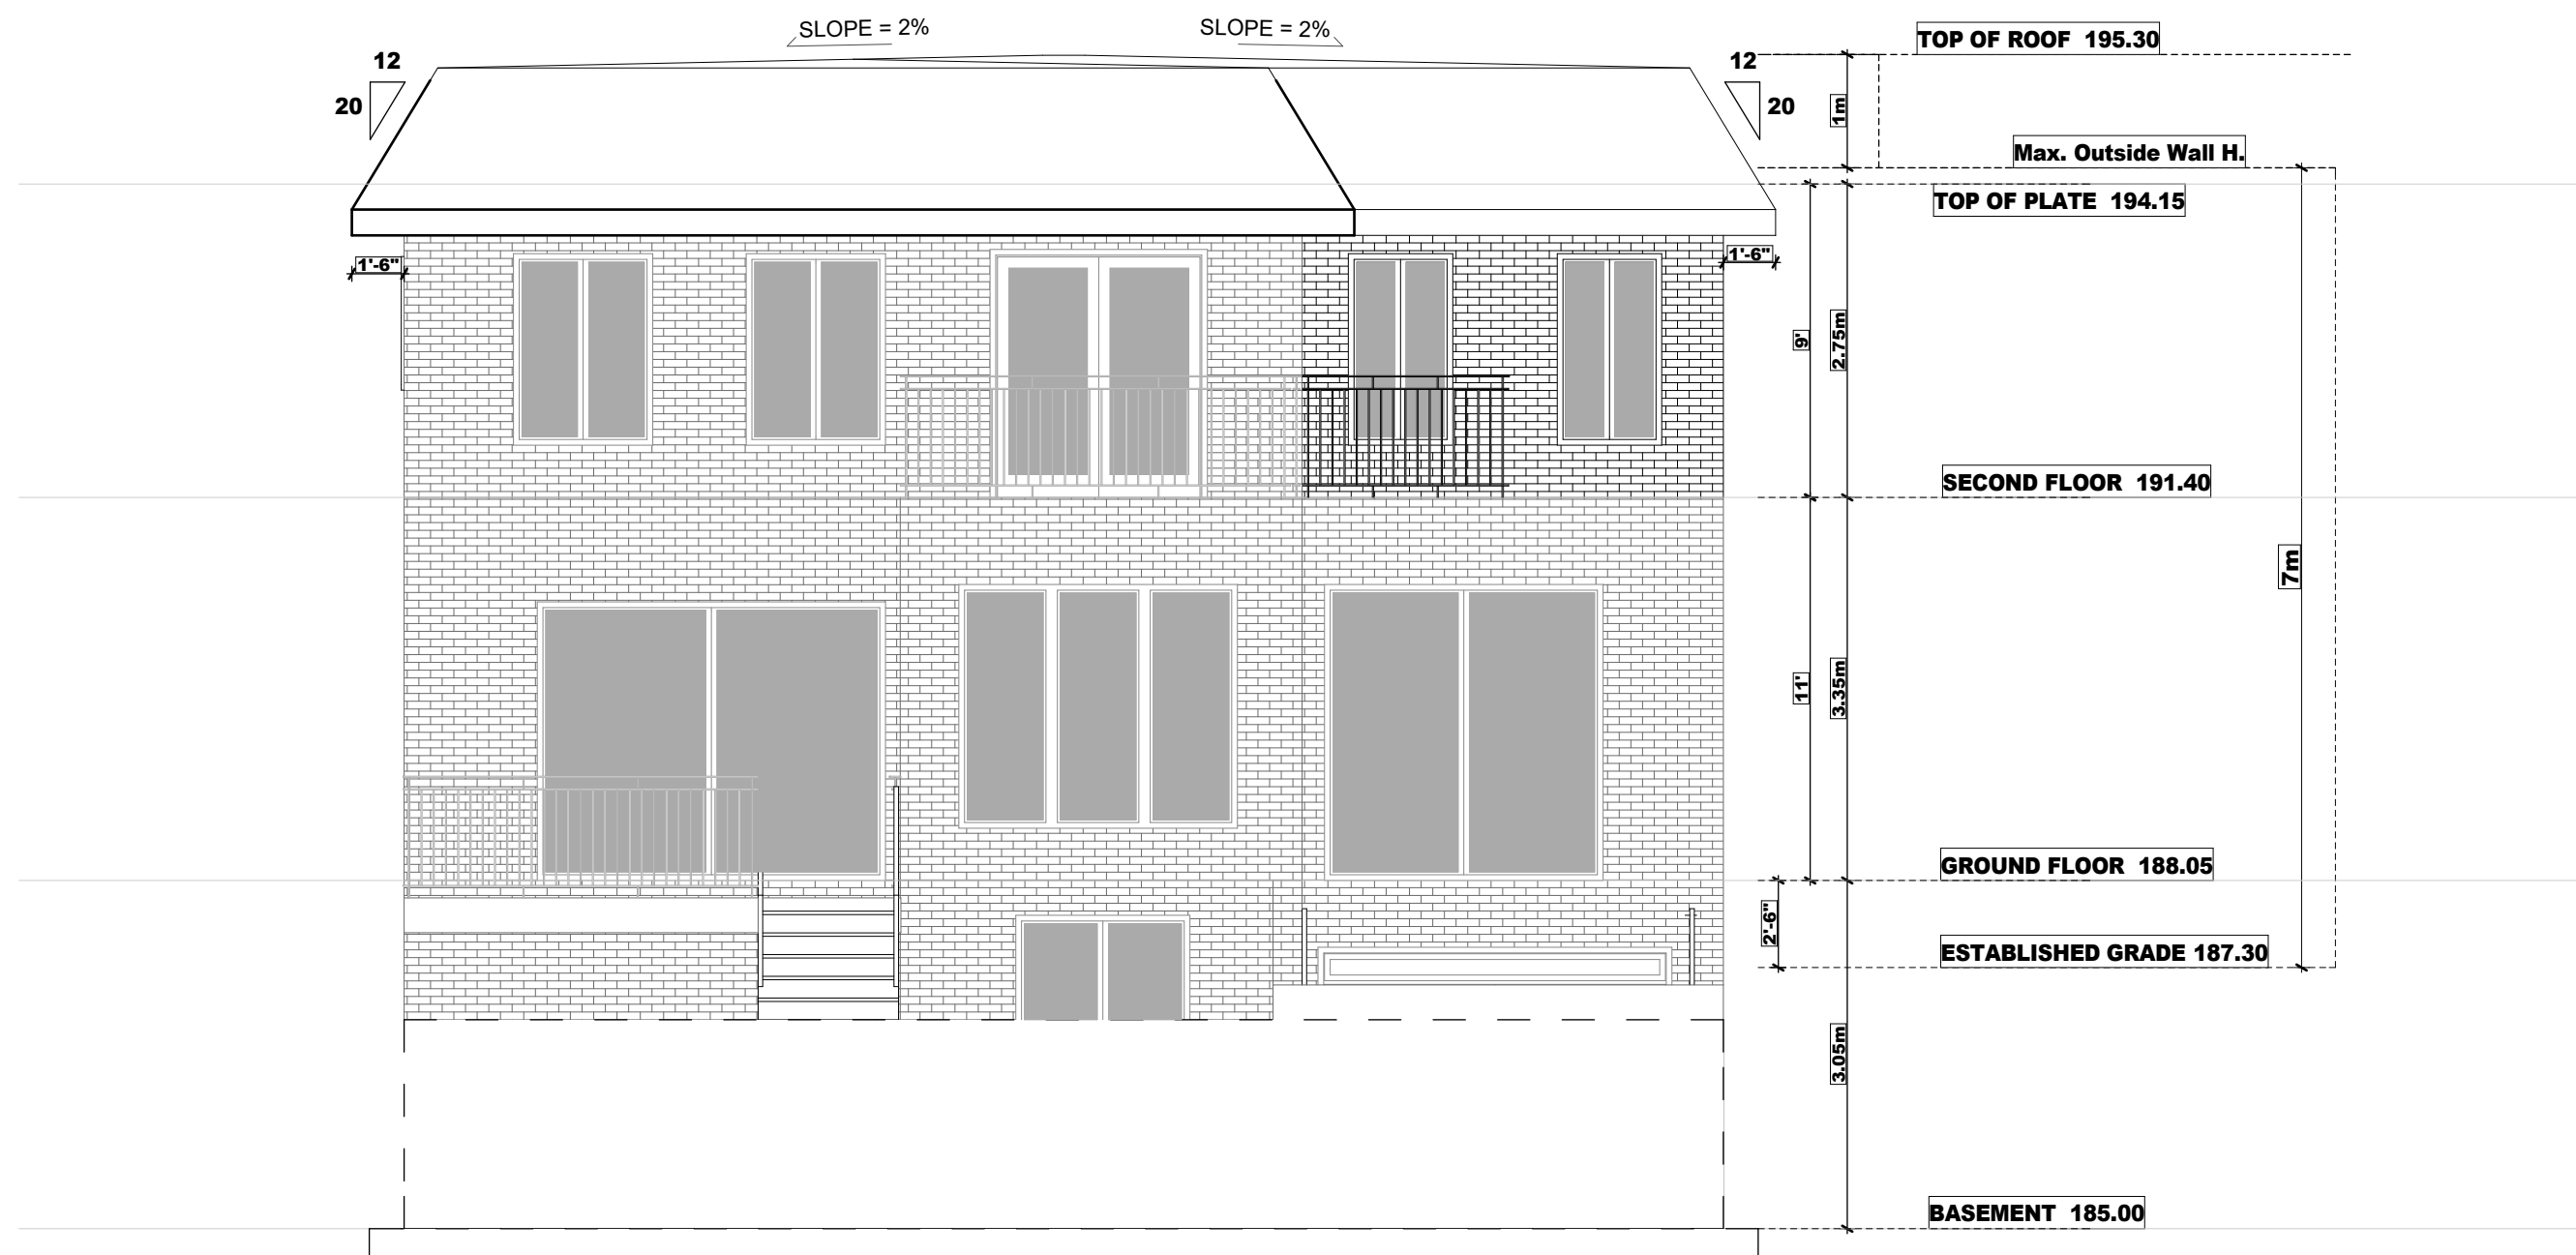 SLOPE = 2%
SLOPE = 2%
TOP OF ROOF 195.30
12
20
12
20
1m
Max. Outside Wall H.
TOP OF PLATE 194.15
1'-6"
1'-6"
9'
2.75m
SECOND FLOOR 191.40
7m
11'
3.35m
GROUND FLOOR 188.05
2'-6"
ESTABLISHED GRADE 187.30
3.05m
BASEMENT 185.00